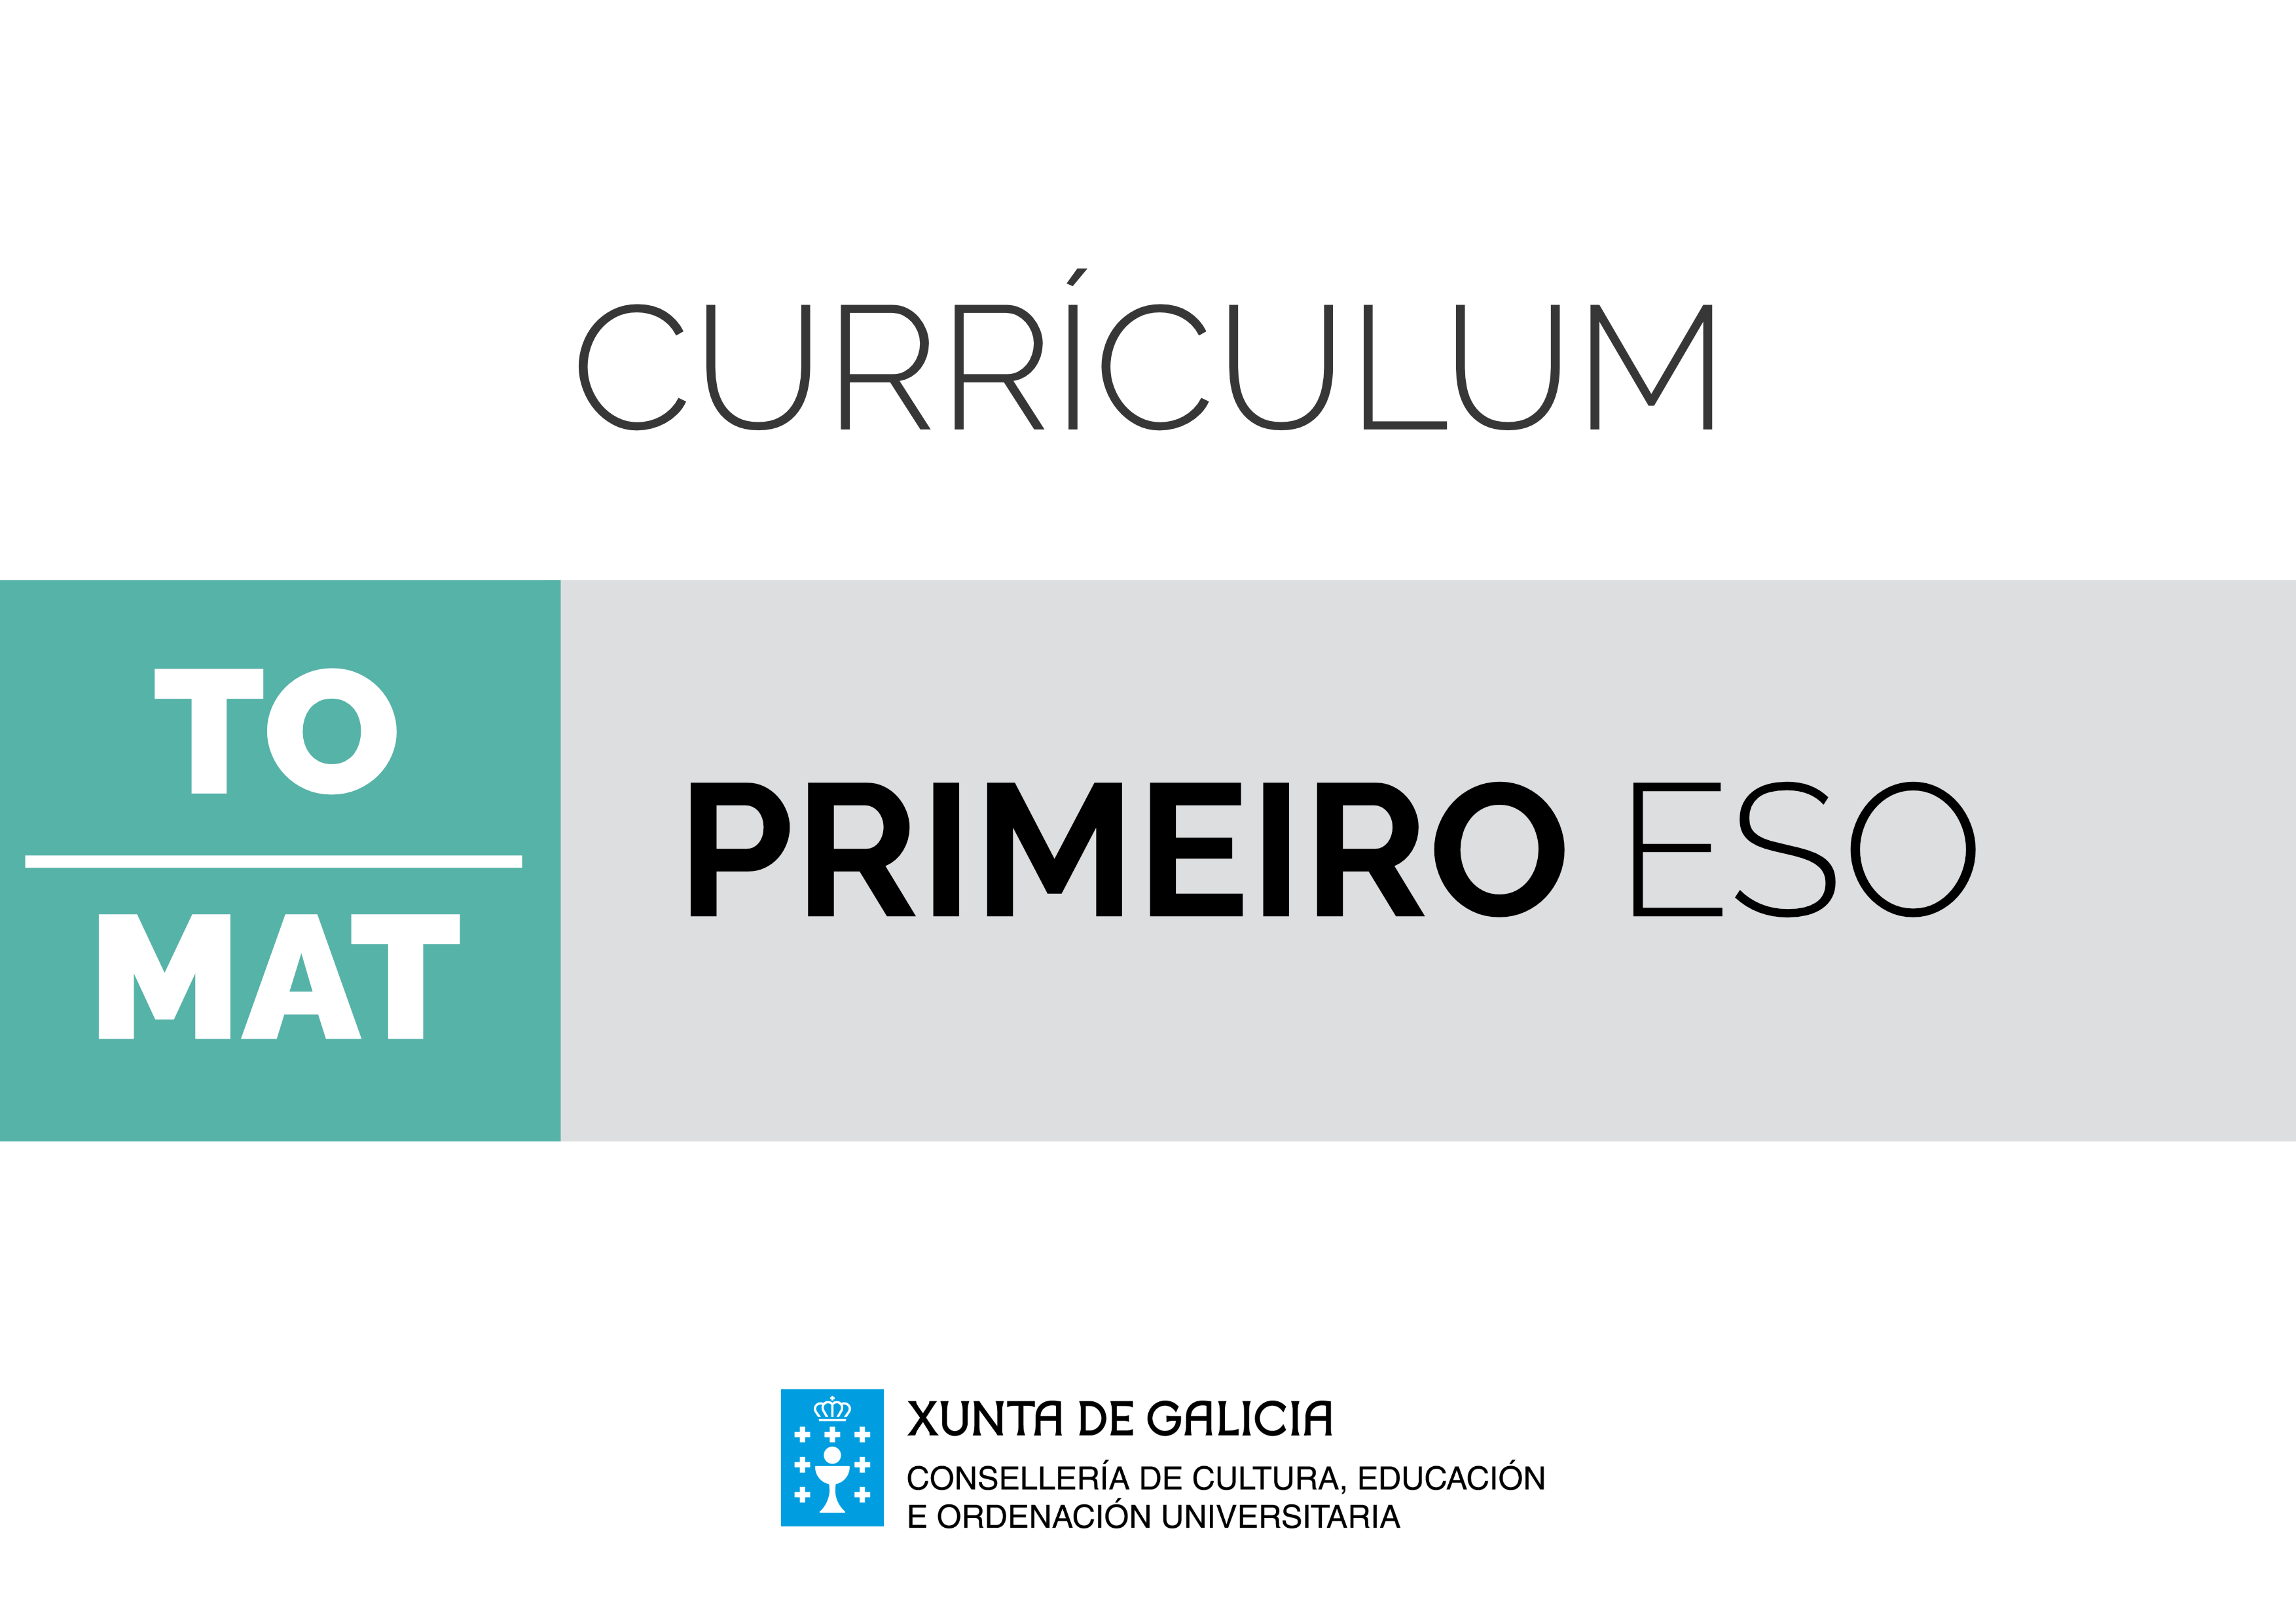 CURRÍCULUM
TO
MAT
PRIMEIRO ESO
XUNTA DE GALICIA
CONSELLERÍA DE CULTURA, EDUCACIÓN
E ORDENACIÓN UNIVERSITARIA